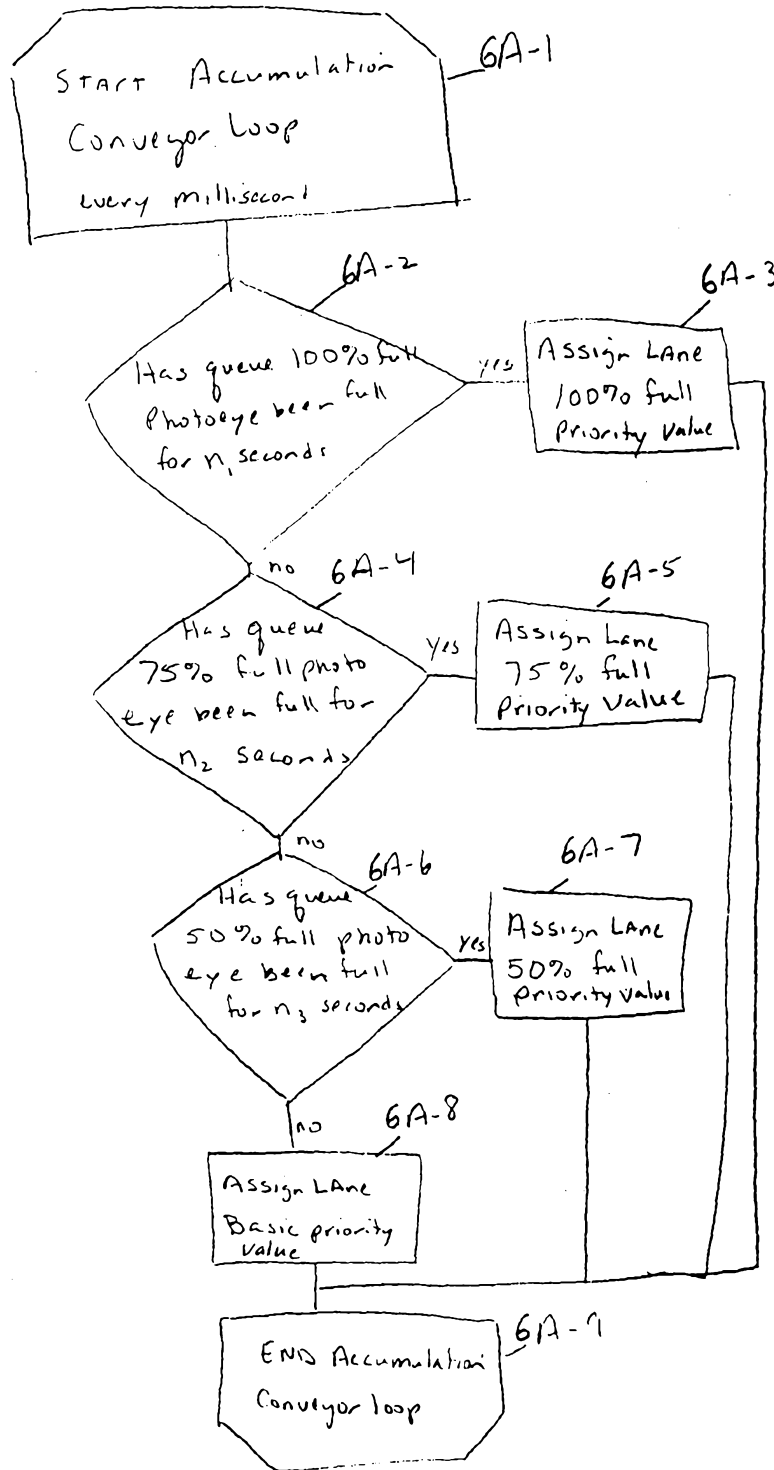 6A-1
START Accumulation
Conveyor Loop
every millisecond
6A-2
Has queue 100% full
Photoeye been full
for n₁ seconds
yes
6A-3
Assign LAne
100% full
Priority value
no
6A-4
Has queue
75% full photo
eye been full for
n₂ seconds
yes
6A-5
Assign Lane
75% full
Priority Value
no
6A-6
Has queue
50% full photo
eye been full
for n₃ seconds
yes
6A-7
Assign Lane
50% full
Priority value
no
6A-8
Assign LAne
Basic priority
value
END Accumulation
Conveyor loop